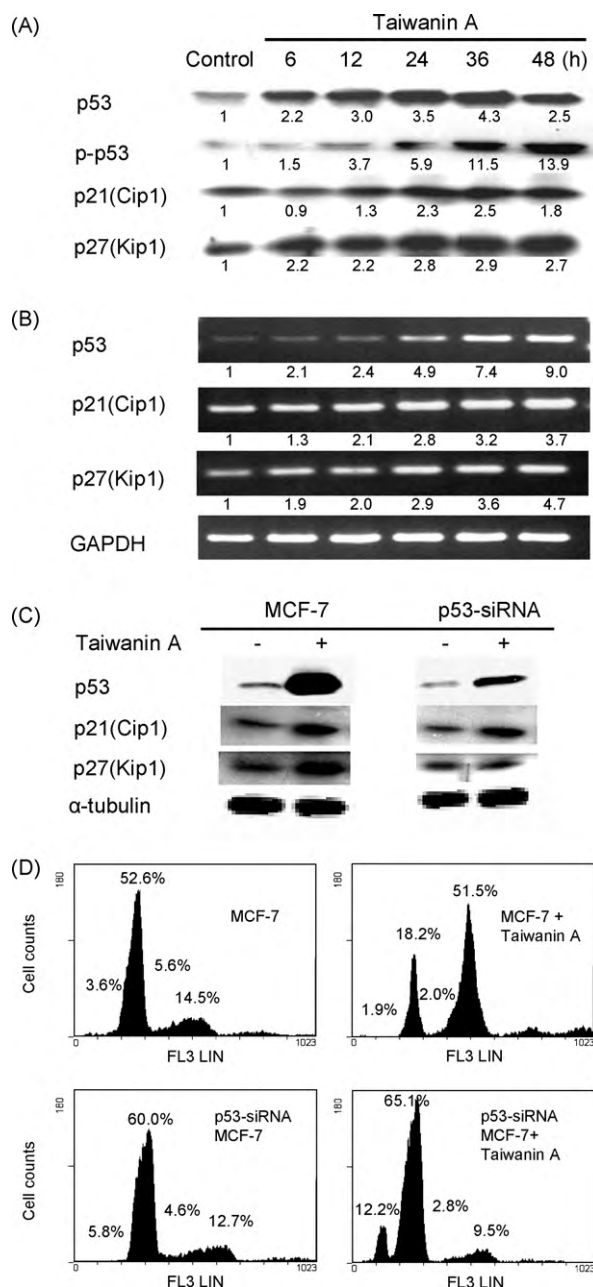 (A)
Taiwanin A
Control 6 12 24 36 48 (h)
p53
1 2.2 3.0 3.5 4.3 2.5
p-p53
1 1.5 3.7 5.9 11.5 13.9
p21(Cip1)
1 0.9 1.3 2.3 2.5 1.8
p27(Kip1)
1 2.2 2.2 2.8 2.9 2.7
(B)
p53
1 2.1 2.4 4.9 7.4 9.0
p21(Cip1)
1 1.3 2.1 2.8 3.2 3.7
p27(Kip1)
1 1.9 2.0 2.9 3.6 4.7
GAPDH
(C)
MCF-7 p53-siRNA
Taiwanin A - + - +
p53
p21(Cip1)
p27(Kip1)
α-tubulin
(D)
180
Cell counts
52.6%
MCF-7
3.6%
5.6%
14.5%
0 1023
FL3 LIN
180
51.5%
MCF-7 +
Taiwanin A
18.2%
1.9%
2.0%
0 1023
FL3 LIN
180
Cell counts
60.0%
p53-siRNA
MCF-7
5.8%
4.6%
12.7%
0 1023
FL3 LIN
180
65.1%
p53-siRNA
MCF-7+
Taiwanin A
12.2%
2.8%
9.5%
0 1023
FL3 LIN